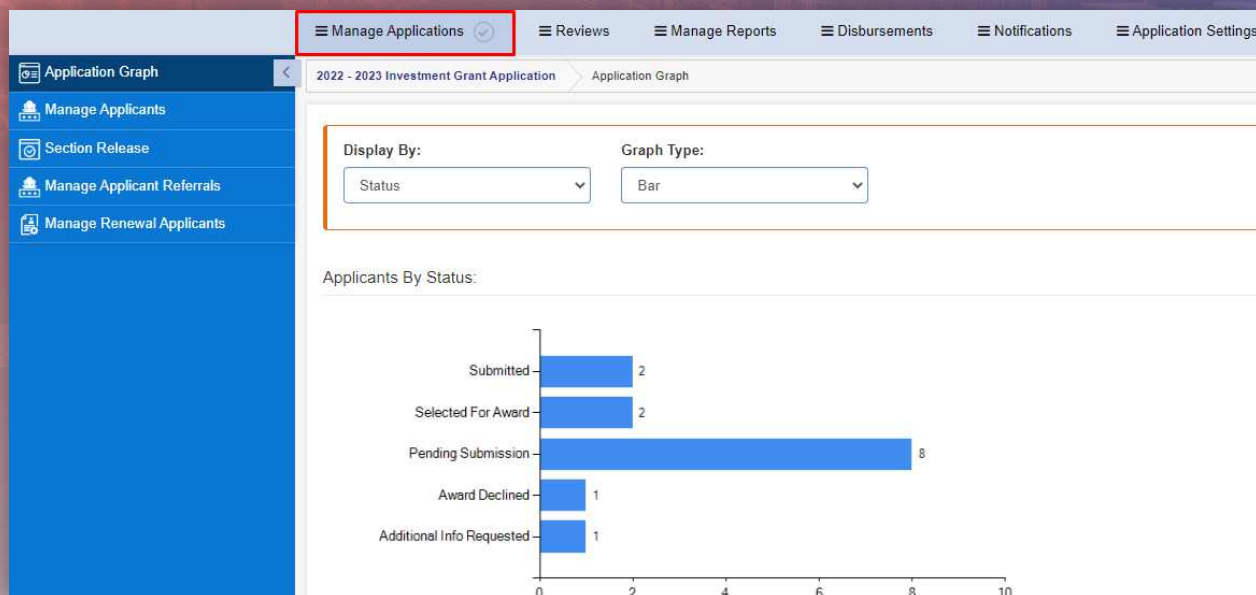 Manage Applications
Reviews
Manage Reports
Disbursements
Notifications
Application Settings
Application Graph
Manage Applicants
Section Release
Manage Applicant Referrals
Manage Renewal Applicants
2022 - 2023 Investment Grant Application
Application Graph
Display By:
Graph Type:
Status
Bar
Applicants By Status:
Submitted
2
Selected For Award
2
Pending Submission
8
Award Declined
1
Additional Info Requested
1
0 2 4 6 8 10